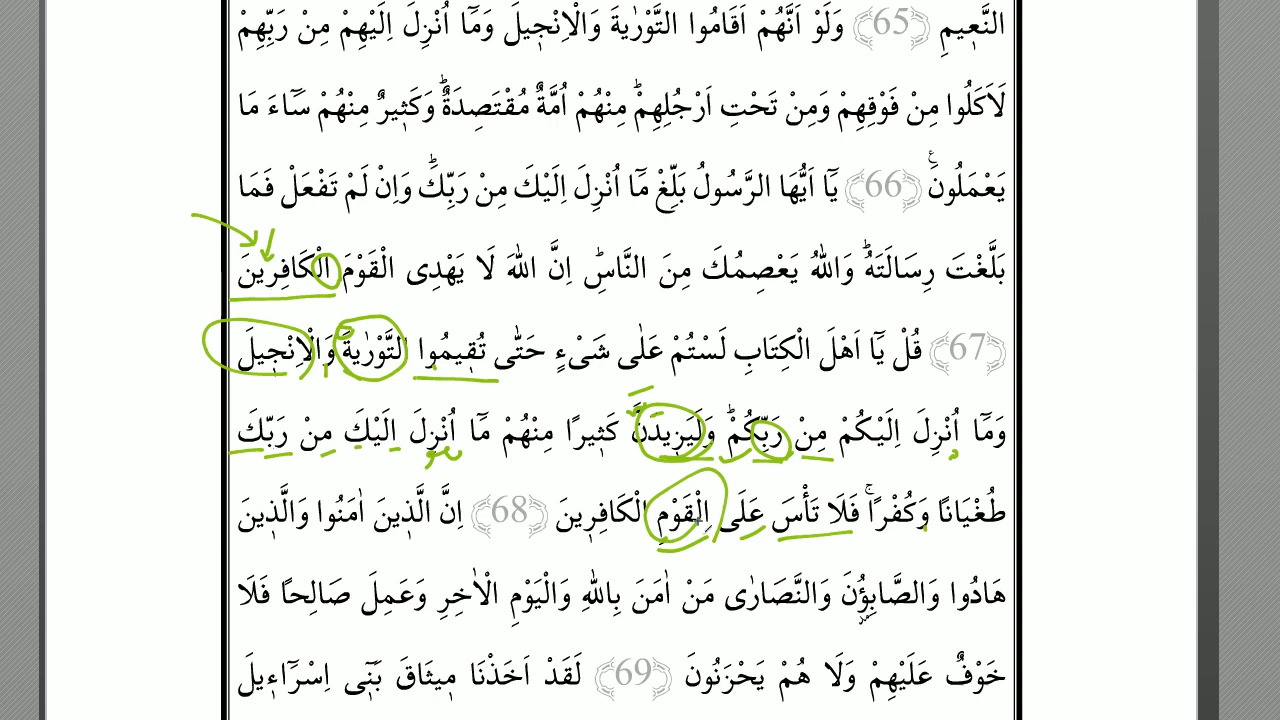 النَّع۪يمِ ﴿65﴾ وَلَوْ اَنَّهُمْ اَقَامُوا التَّوْرٰيةَ وَالْاِنْج۪يلَ وَمَٓا اُنْزِلَ اِلَيْهِمْ مِنْ رَبِّهِمْ
لَاَكَلُوا مِنْ فَوْقِهِمْ وَمِنْ تَحْتِ اَرْجُلِهِمْۜ مِنْهُمْ اُمَّةٌ مُقْتَصِدَةٌۜ وَكَث۪يرٌ مِنْهُمْ سَٓاءَ مَا
يَعْمَلُونَ۟ ﴿66﴾ يَٓا اَيُّهَا الرَّسُولُ بَلِّغْ مَٓا اُنْزِلَ اِلَيْكَ مِنْ رَبِّكَۜ وَاِنْ لَمْ تَفْعَلْ فَمَا
بَلَّغْتَ رِسَالَتَهُۜ وَاللّٰهُ يَعْصِمُكَ مِنَ النَّاسِۜ اِنَّ اللّٰهَ لَا يَهْدِى الْقَوْمَ الْكَافِر۪ينَ
﴿67﴾ قُلْ يَٓا اَهْلَ الْكِتَابِ لَسْتُمْ عَلٰى شَىْءٍ حَتّٰى تُق۪يمُوا التَّوْرٰيةَ وَالْاِنْج۪يلَ
وَمَٓا اُنْزِلَ اِلَيْكُمْ مِنْ رَبِّكُمْۜ وَلَيَز۪يدَنَّ كَث۪يرًا مِنْهُمْ مَٓا اُنْزِلَ اِلَيْكَ مِنْ رَبِّكَ
طُغْيَانًا وَكُفْرًاۚ فَلَا تَأْسَ عَلَى الْقَوْمِ الْكَافِر۪ينَ ﴿68﴾ اِنَّ الَّذ۪ينَ اٰمَنُوا وَالَّذ۪ينَ
هَادُوا وَالصَّابِؤُ۫نَ وَالنَّصَارٰى مَنْ اٰمَنَ بِاللّٰهِ وَالْيَوْمِ الْاٰخِرِ وَعَمِلَ صَالِحًا فَلَا
خَوْفٌ عَلَيْهِمْ وَلَا هُمْ يَحْزَنُونَ ﴿69﴾ لَقَدْ اَخَذْنَا م۪يثَاقَ بَن۪ٓى اِسْرَٓاء۪يلَ